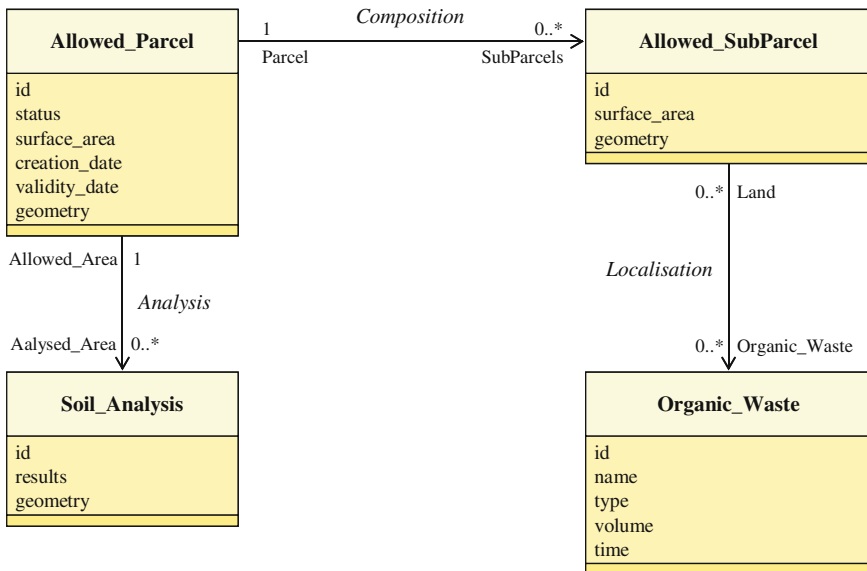 Composition
Allowed_Parcel
1
0..*
Allowed_SubParcel
Parcel
SubParcels
id
status
surface_area
creation_date
validity_date
geometry
id
surface_area
geometry
0..* Land
Allowed_Area 1
Localisation
Analysis
Aalysed_Area 0..*
0..* Organic_Waste
Soil_Analysis
Organic_Waste
id
results
geometry
id
name
type
volume
time